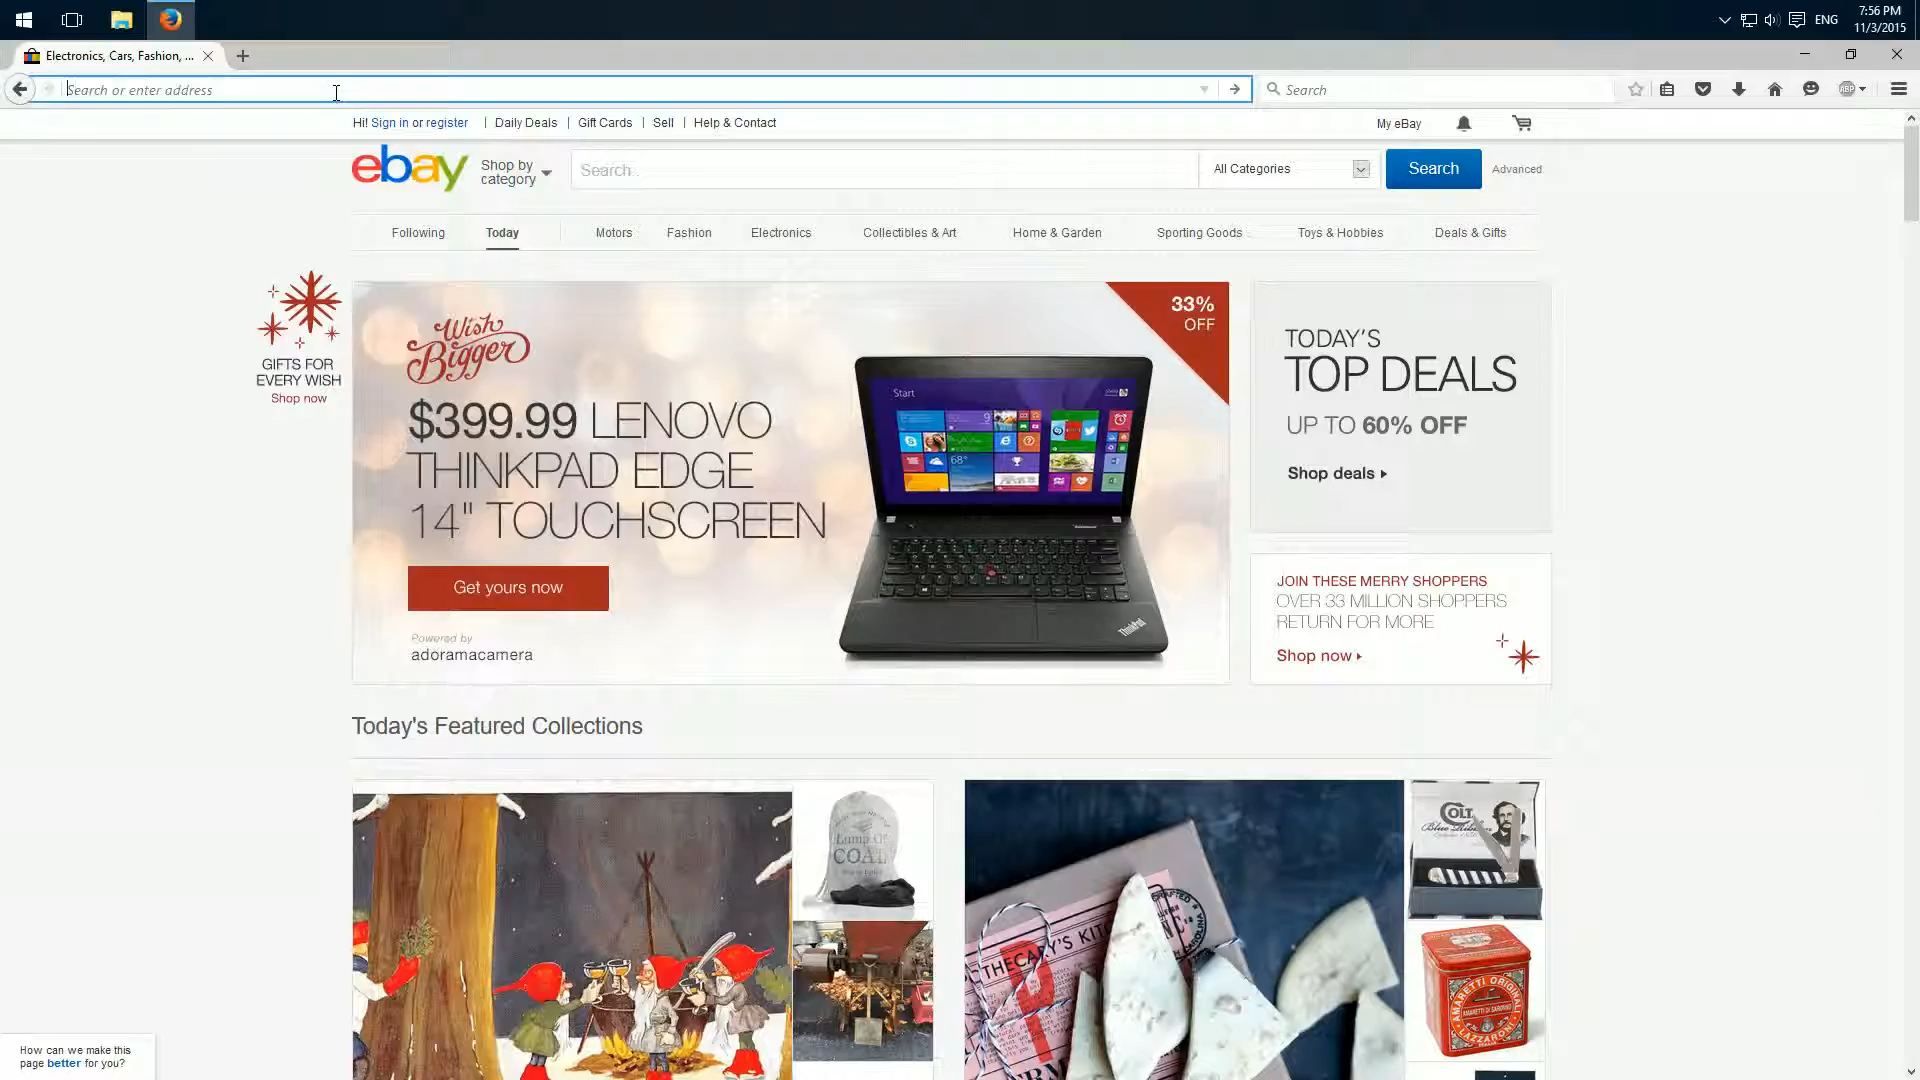 7:56 PM
ENG
11/3/2015
Electronics, Cars, Fashion, ...
Search or enter address
Search
Hi! Sign in or register
Daily Deals
Gift Cards
Sell
Help & Contact
My eBay
ebay
Shop by
category
Search...
All Categories
Search
Advanced
Following
Today
Motors
Fashion
Electronics
Collectibles & Art
Home & Garden
Sporting Goods
Toys & Hobbies
Deals & Gifts
GIFTS FOR
EVERY WISH
Shop now
Wish
Bigger
$399.99 LENOVO
THINKPAD EDGE
14" TOUCHSCREEN
Get yours now
Powered by
adoramacamera
33%
OFF
Start
ThinkPad
TODAY'S
TOP DEALS
UP TO 60% OFF
Shop deals
JOIN THESE MERRY SHOPPERS
OVER 33 MILLION SHOPPERS
RETURN FOR MORE
Shop now
Today's Featured Collections
Lump Of
COAL
COLT
AMARETTI ORIGINAL
AMARETTI DI SARONNO
LAZZARONI
How can we make this
page better for you?